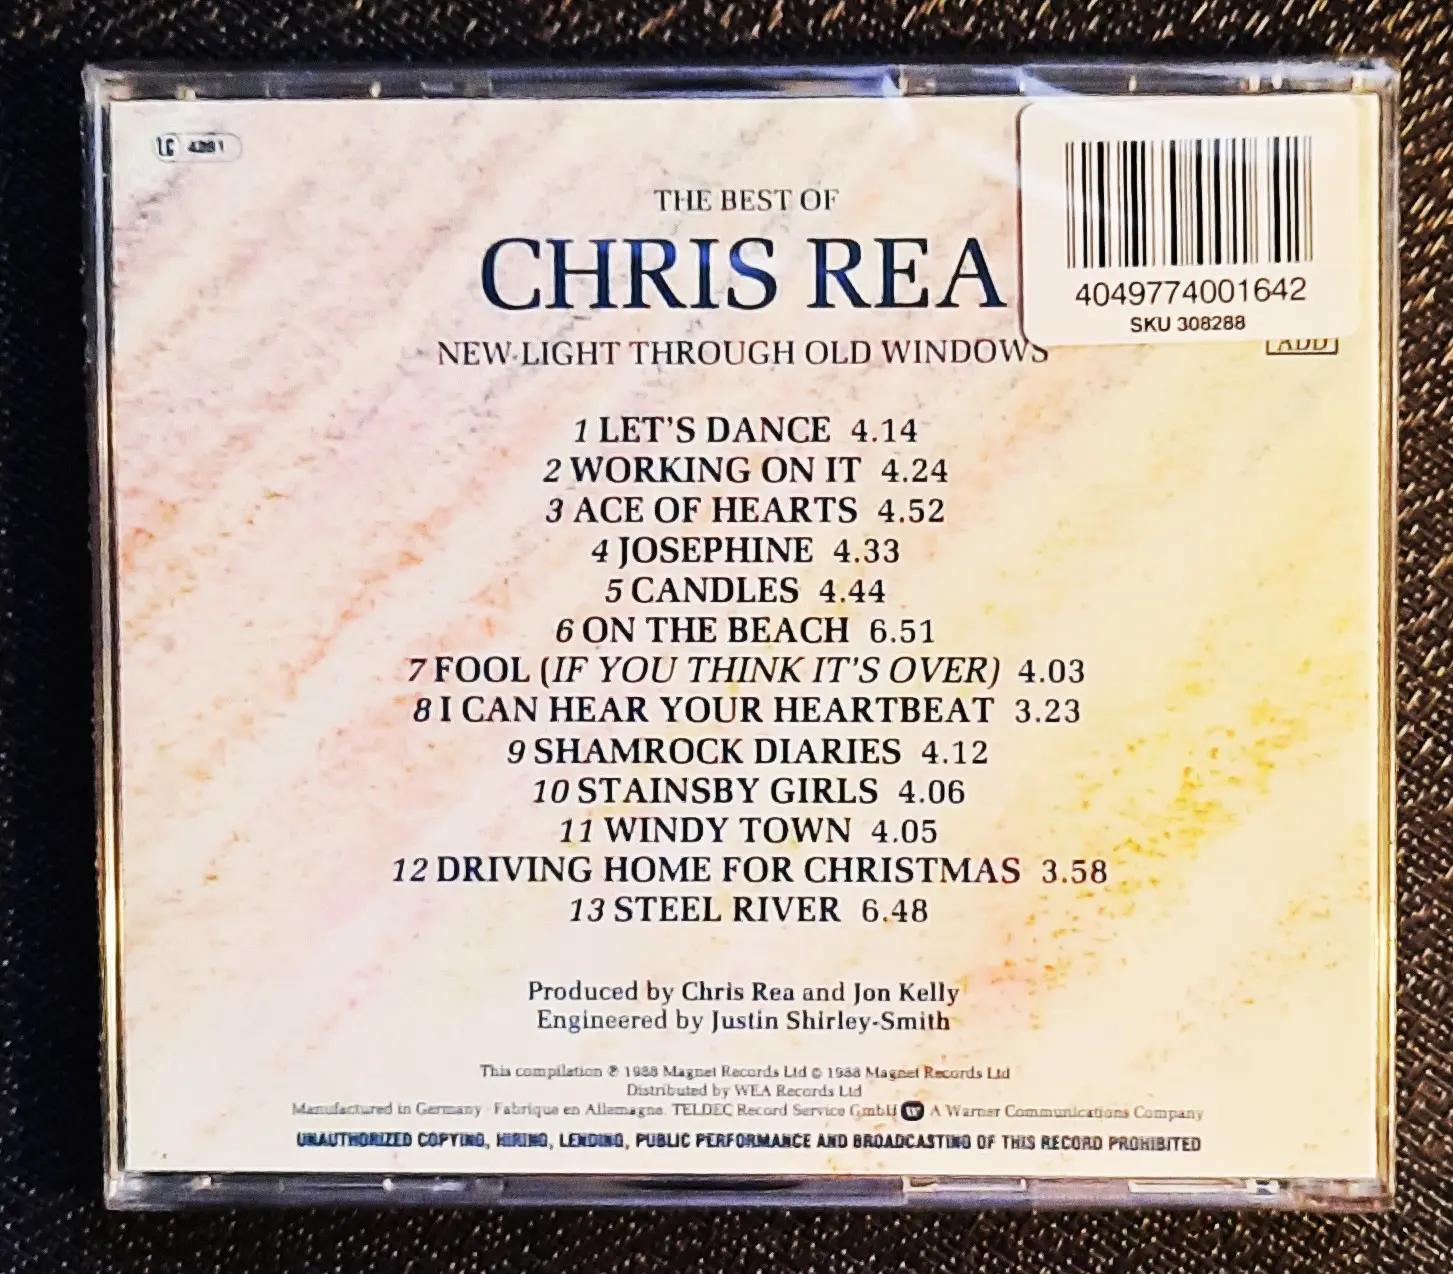 LC 4281
THE BEST OF
CHRIS REA
NEW LIGHT THROUGH OLD WINDOWS
4049774001642
SKU 308288
ADD
1 LET'S DANCE 4.14
2 WORKING ON IT 4.24
3 ACE OF HEARTS 4.52
4 JOSEPHINE 4.33
5 CANDLES 4.44
6 ON THE BEACH 6.51
7 FOOL (IF YOU THINK IT'S OVER) 4.03
8 I CAN HEAR YOUR HEARTBEAT 3.23
9 SHAMROCK DIARIES 4.12
10 STAINSBY GIRLS 4.06
11 WINDY TOWN 4.05
12 DRIVING HOME FOR CHRISTMAS 3.58
13 STEEL RIVER 6.48
Produced by Chris Rea and Jon Kelly
Engineered by Justin Shirley-Smith
This compilation ℗ 1988 Magnet Records Ltd © 1988 Magnet Records Ltd
Distributed by WEA Records Ltd
Manufactured in Germany · Fabriqué en Allemagne. TELDEC Record Service GmbH W A Warner Communications Company
UNAUTHORIZED COPYING, HIRING, LENDING, PUBLIC PERFORMANCE AND BROADCASTING OF THIS RECORD PROHIBITED